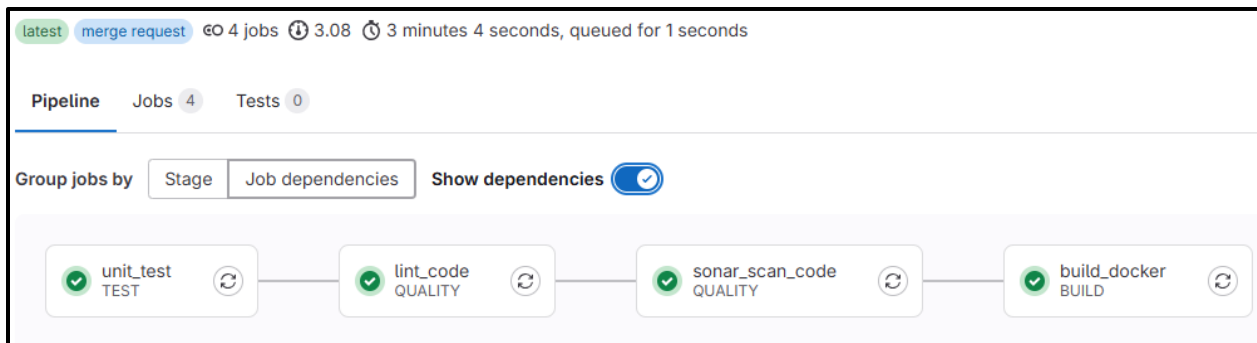 latest merge request 4 jobs 3.08 3 minutes 4 seconds, queued for 1 seconds
Pipeline Jobs 4 Tests 0
Group jobs by Stage Job dependencies Show dependencies
unit_test lint_code sonar_scan_code build_docker
TEST QUALITY QUALITY BUILD